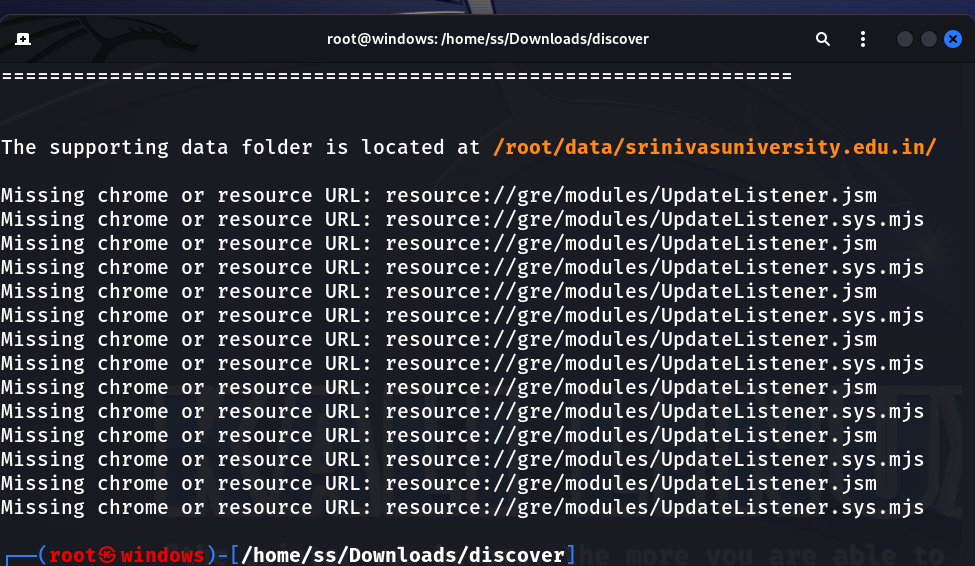 root@windows: /home/ss/Downloads/discover
==================================================================
The supporting data folder is located at /root/data/srinivasuniversity.edu.in/
Missing chrome or resource URL: resource://gre/modules/UpdateListener.jsm
Missing chrome or resource URL: resource://gre/modules/UpdateListener.sys.mjs
Missing chrome or resource URL: resource://gre/modules/UpdateListener.jsm
Missing chrome or resource URL: resource://gre/modules/UpdateListener.sys.mjs
Missing chrome or resource URL: resource://gre/modules/UpdateListener.jsm
Missing chrome or resource URL: resource://gre/modules/UpdateListener.sys.mjs
Missing chrome or resource URL: resource://gre/modules/UpdateListener.jsm
Missing chrome or resource URL: resource://gre/modules/UpdateListener.sys.mjs
Missing chrome or resource URL: resource://gre/modules/UpdateListener.jsm
Missing chrome or resource URL: resource://gre/modules/UpdateListener.sys.mjs
Missing chrome or resource URL: resource://gre/modules/UpdateListener.jsm
Missing chrome or resource URL: resource://gre/modules/UpdateListener.sys.mjs
Missing chrome or resource URL: resource://gre/modules/UpdateListener.jsm
Missing chrome or resource URL: resource://gre/modules/UpdateListener.sys.mjs
┌──(root㉿windows)-[/home/ss/Downloads/discover] the more you are able to